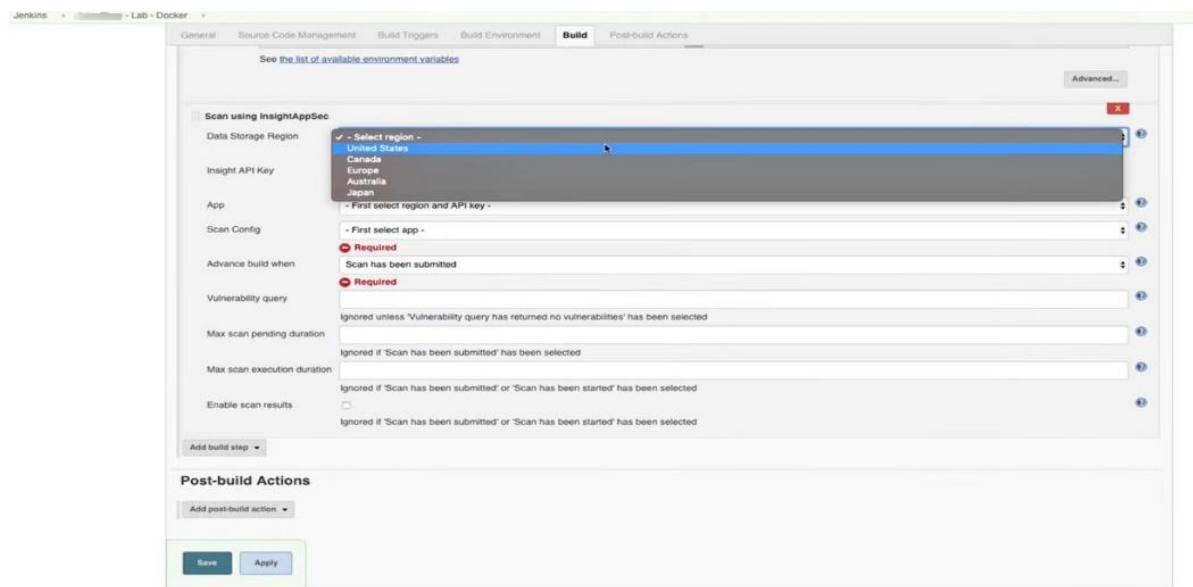 Jenkins - Lab - Docker
General Source Code Management Build Triggers Build Environment Build Post-build Actions
See the list of available environment variables
Advanced...
X
Scan using InsightAppSec
Data Storage Region ✓ - Select region -
United States
Canada
Insight API Key Europe
Australia
Japan
App - First select region and API key -
Scan Config - First select app -
Required
Advance build when Scan has been submitted
Required
Vulnerability query
Ignored unless 'Vulnerability query has returned no vulnerabilities' has been selected
Max scan pending duration
Ignored if 'Scan has been submitted' has been selected
Max scan execution duration
Ignored if 'Scan has been submitted' or 'Scan has been started' has been selected
Enable scan results
Ignored if 'Scan has been submitted' or 'Scan has been started' has been selected
Add build step
Post-build Actions
Add post-build action
Save Apply